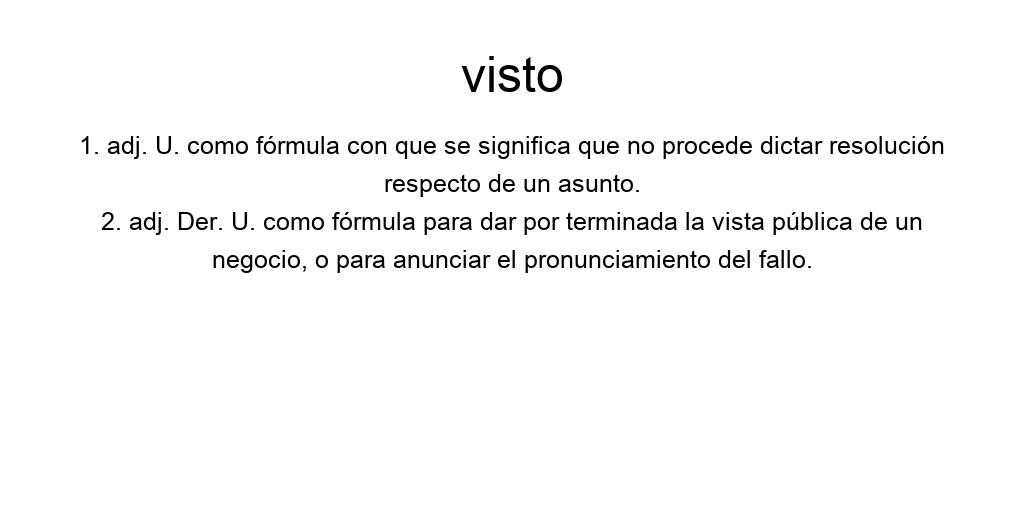 visto
1. adj. U. como fórmula con que se significa que no procede dictar resolución
respecto de un asunto.
2. adj. Der. U. como fórmula para dar por terminada la vista pública de un
negocio, o para anunciar el pronunciamiento del fallo.